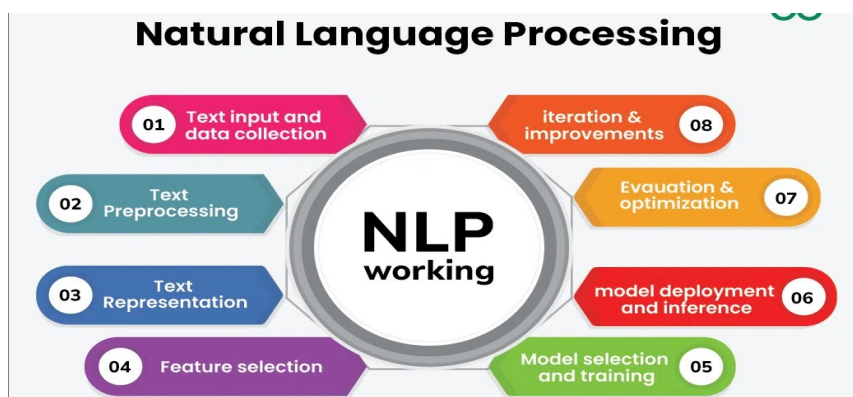 Natural Language Processing
01
Text input and
data collection
02
Text
Preprocessing
03
Text
Representation
04
Feature selection
NLP
working
iteration &
improvements
08
Evauation &
optimization
07
model deployment
and inference
06
Model selection
and training
05